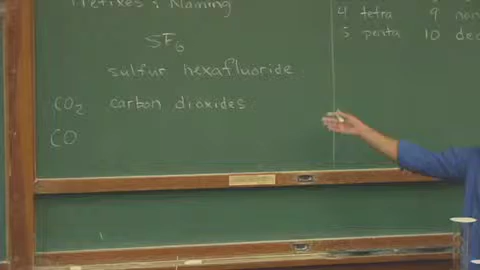 Prefixes: Naming
SF6
sulfur hexafluoride
CO2 carbon dioxides
CO
4 tetra 9
5 penta 10